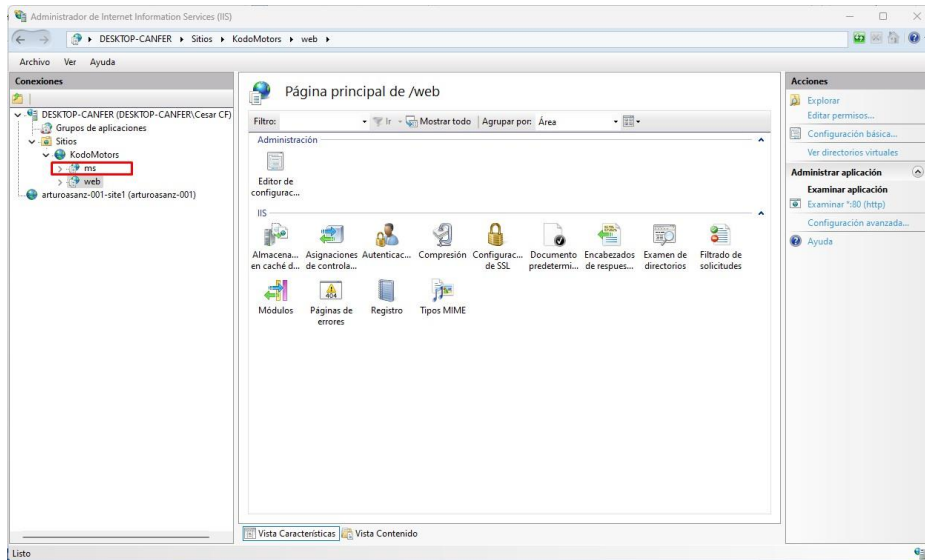 Administrador de Internet Information Services (IIS)
DESKTOP-CANFER Sitios KodoMotors web
Archivo Ver Ayuda
Conexiones
DESKTOP-CANFER (DESKTOP-CANFER\Cesar CF)
Grupos de aplicaciones
Sitios
KodoMotors
ms
web
arturoasanz-001-site1 (arturoasanz-001)
Página principal de /web
Filtro: Ir Mostrar todo Agrupar por: Área
Administración
Editor de
configurac...
IIS
Almacena... Asignaciones Autenticac... Compresión Configurac... Documento Encabezados Examen de Filtrado de
en caché d... de controla... de SSL predetermi... de respues... directorios solicitudes
404
Módulos Páginas de Registro Tipos MIME
errores
Vista Características Vista Contenido
Acciones
Explorar
Editar permisos...
Configuración básica...
Ver directorios virtuales
Administrar aplicación
Examinar aplicación
Examinar *:80 (http)
Configuración avanzada...
Ayuda
Listo